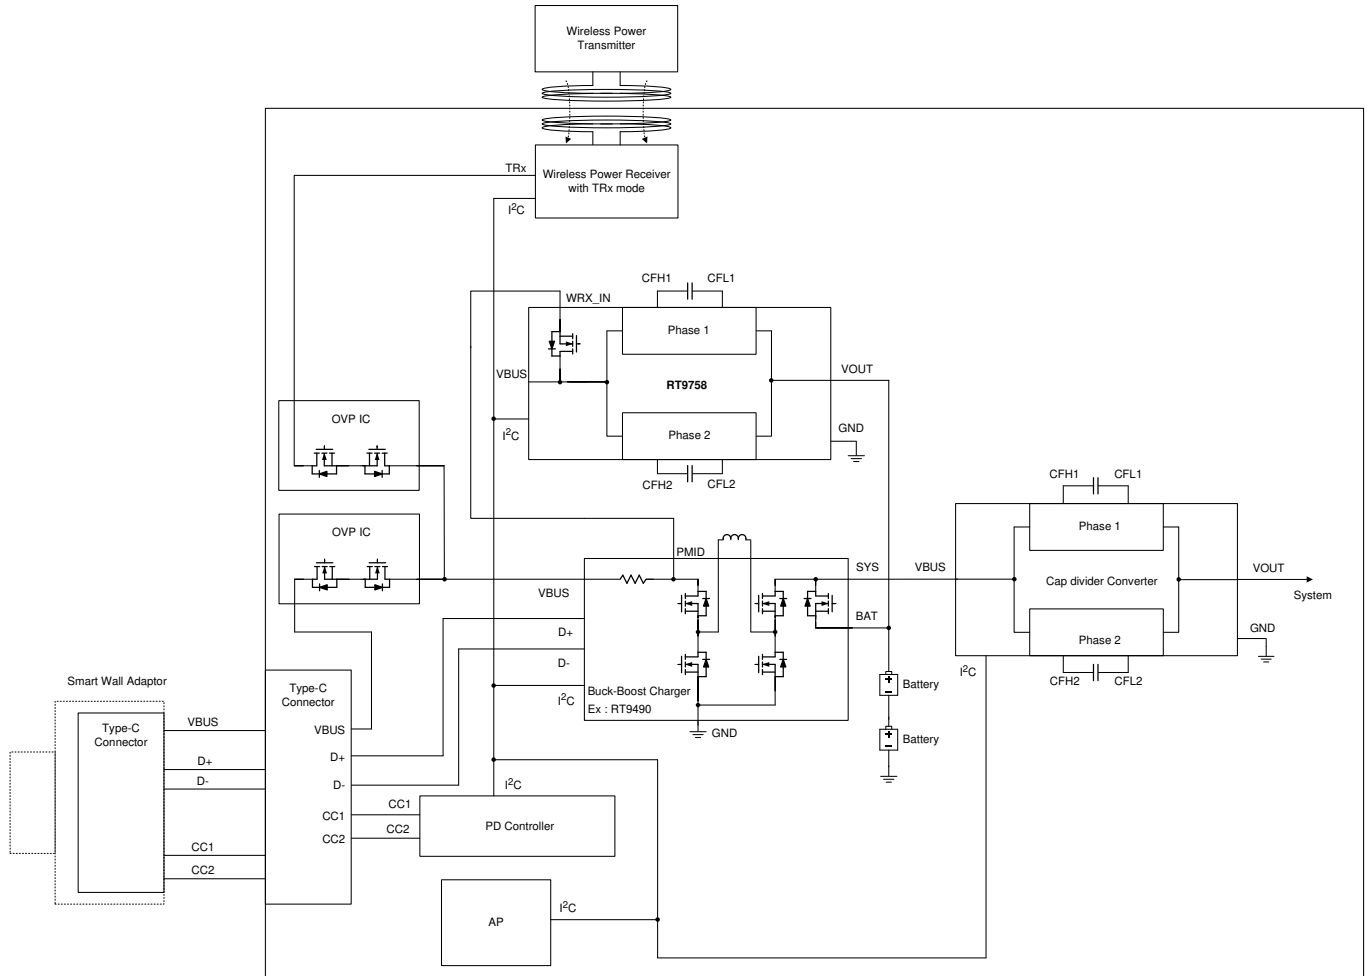 Wireless Power
Transmitter
TRx
Wireless Power Receiver
with TRx mode
I²C
CFH1
CFL1
WRX_IN
Phase 1
VBUS
RT9758
VOUT
OVP IC
I²C
Phase 2
GND
CFH2
CFL2
OVP IC
CFH1
CFL1
Phase 1
PMID
SYS
VBUS
Cap divider Converter
VOUT
System
VBUS
BAT
D+
Phase 2
GND
D-
I²C
CFH2
CFL2
I²C
Buck-Boost Charger
Ex : RT9490
GND
Battery
Battery
Smart Wall Adaptor
Type-C
Connector
VBUS
Type-C
Connector
VBUS
D+
D+
D-
D-
I²C
CC1
CC1
CC2
CC2
PD Controller
CC1
CC2
AP
I²C